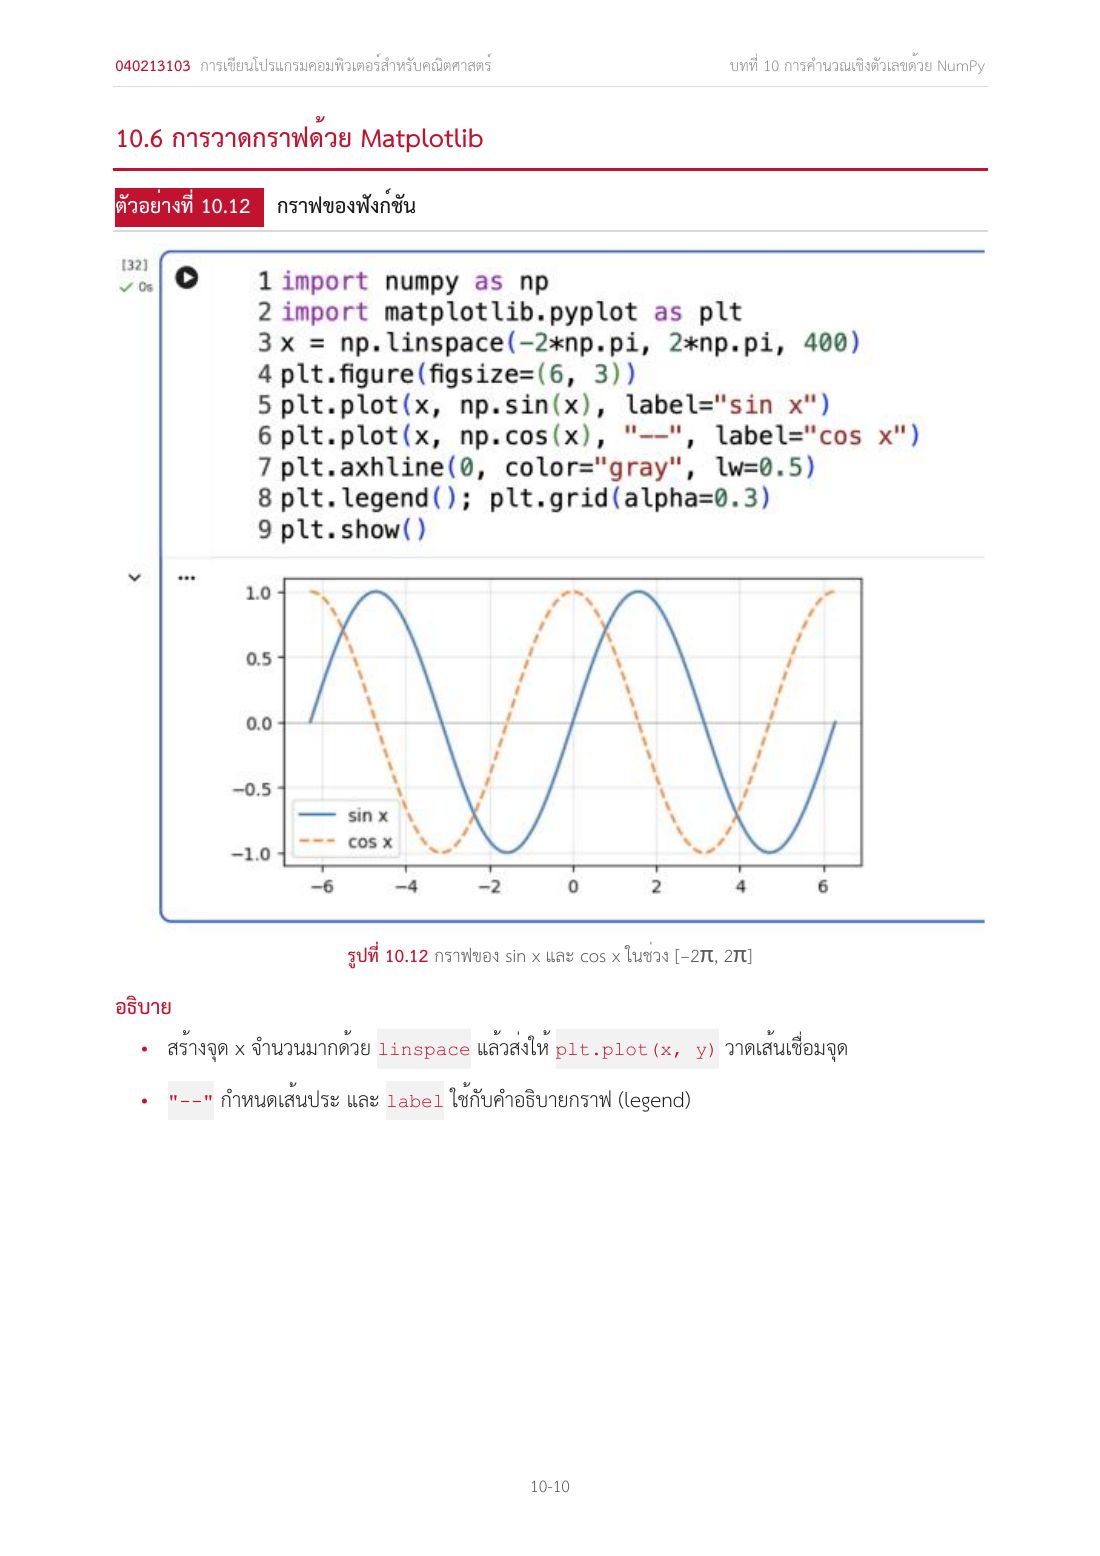 040213103 การเขียนโปรแกรมคอมพิวเตอร์สำหรับคณิตศาสตร์
บทที่ 10 การคำนวณเชิงตัวเลขด้วย NumPy
10.6 การวาดกราฟด้วย Matplotlib
ตัวอย่างที่ 10.12 กราฟของฟังก์ชัน
[32]
✓ 0s
1 import numpy as np
2 import matplotlib.pyplot as plt
3 x = np.linspace(-2*np.pi, 2*np.pi, 400)
4 plt.figure(figsize=(6, 3))
5 plt.plot(x, np.sin(x), label="sin x")
6 plt.plot(x, np.cos(x), "--", label="cos x")
7 plt.axhline(0, color="gray", lw=0.5)
8 plt.legend(); plt.grid(alpha=0.3)
9 plt.show()
1.0
0.5
0.0
−0.5
−1.0
sin x
cos x
−6 −4 −2 0 2 4 6
รูปที่ 10.12 กราฟของ sin x และ cos x ในช่วง [–2π, 2π]
อธิบาย
• สร้างจุด x จำนวนมากด้วย linspace แล้วส่งให้ plt.plot(x, y) วาดเส้นเชื่อมจุด
• "--" กำหนดเส้นประ และ label ใช้กับคำอธิบายกราฟ (legend)
10-10